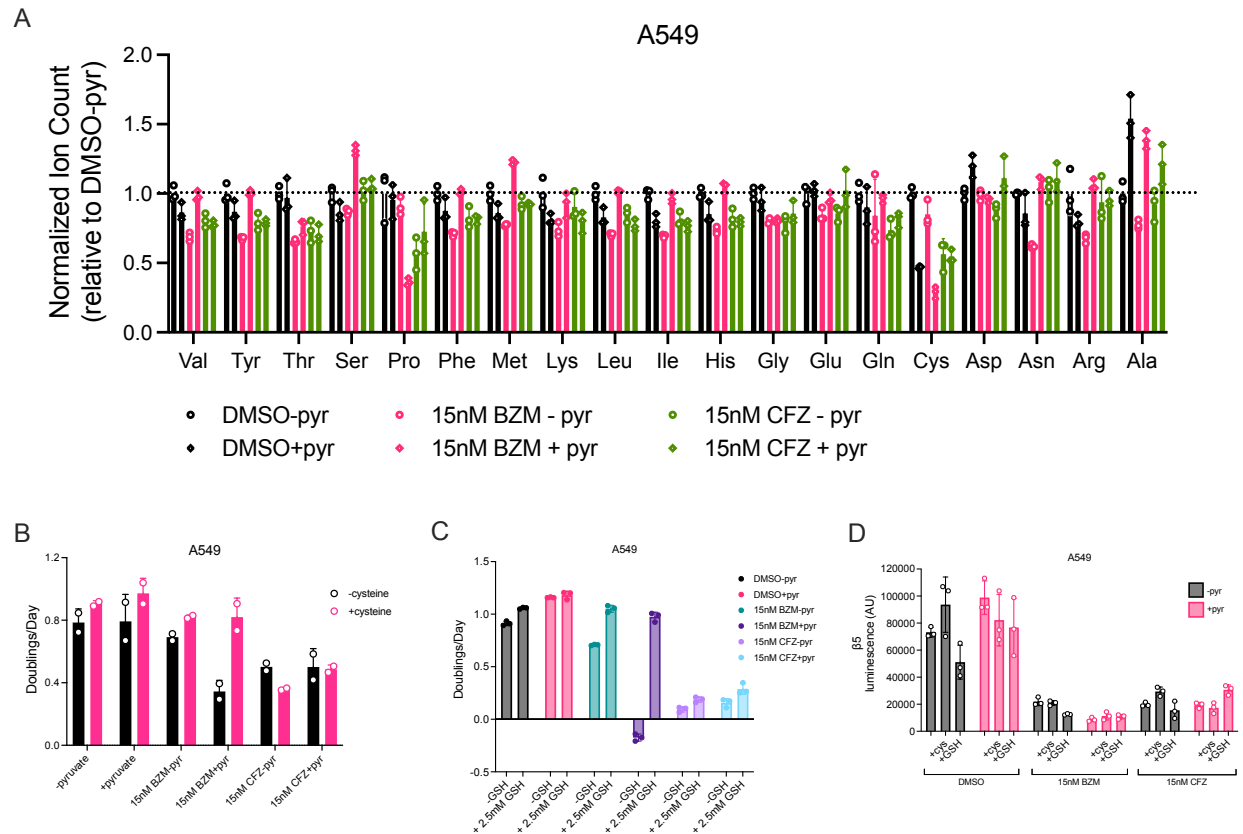 A
A549
Normalized Ion Count
(relative to DMSO-pyr)
2.0
1.5
1.0
0.5
0.0
Val Tyr Thr Ser Pro Phe Met Lys Leu Ile His Gly Glu Gln Cys Asp Asn Arg Ala
DMSO-pyr 15nM BZM - pyr 15nM CFZ - pyr
DMSO+pyr 15nM BZM + pyr 15nM CFZ + pyr
B
A549
Doublings/Day
1.2
0.8
0.4
0.0
-cysteine
+cysteine
-pyruvate
+pyruvate
15nM BZM-pyr
15nM BZM+pyr
15nM CFZ-pyr
15nM CFZ+pyr
C
A549
Doublings/Day
1.5
1.0
0.5
0.0
-0.5
DMSO-pyr
DMSO+pyr
15nM BZM-pyr
15nM BZM+pyr
15nM CFZ-pyr
15nM CFZ+pyr
-GSH
+ 2.5mM GSH
-GSH
+ 2.5mM GSH
-GSH
+ 2.5mM GSH
-GSH
+ 2.5mM GSH
-GSH
+ 2.5mM GSH
-GSH
+ 2.5mM GSH
D
A549
β5
luminescence (AU)
120000
100000
80000
60000
40000
20000
0
-pyr
+pyr
+cys
+GSH
+cys
+GSH
+cys
+GSH
+cys
+GSH
+cys
+GSH
+cys
+GSH
DMSO 15nM BZM 15nM CFZ